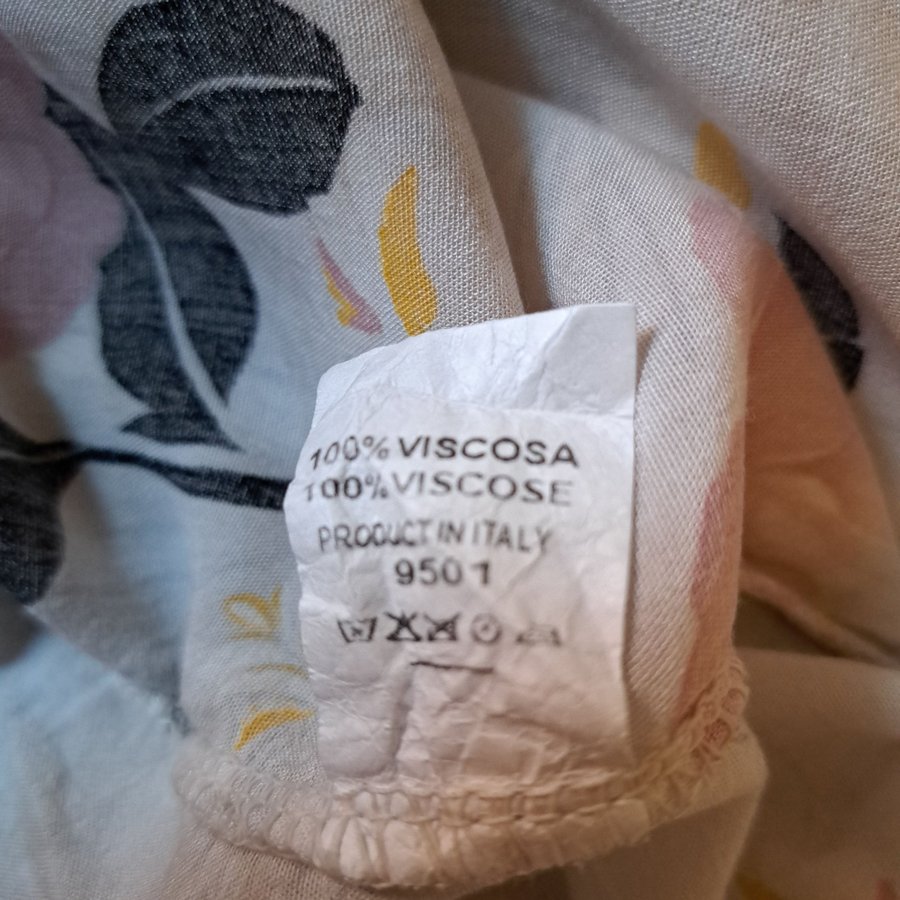 100% VISCOSA
100% VISCOSE
PRODUCT IN ITALY
9501